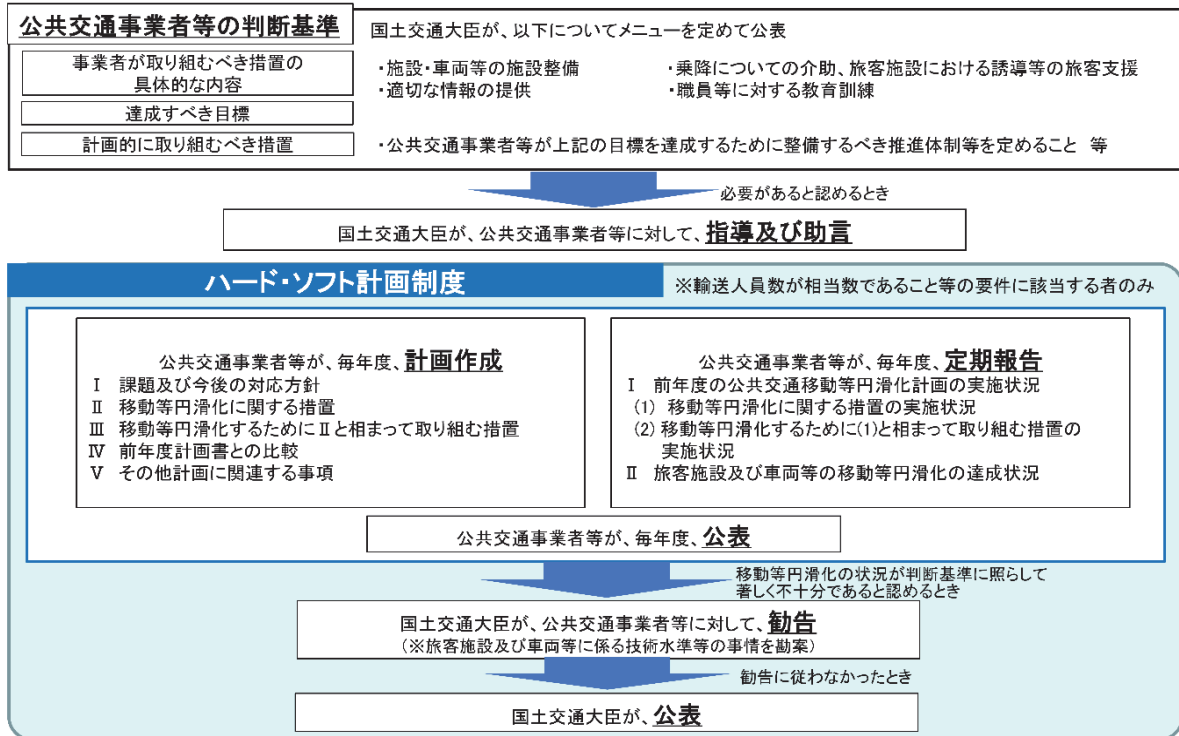 公共交通事業者等の判断基準
国土交通大臣が、以下についてメニューを定めて公表
事業者が取り組むべき措置の
具体的な内容
・施設・車両等の施設整備
・乗降についての介助、旅客施設における誘導等の旅客支援
・適切な情報の提供
・職員等に対する教育訓練
達成すべき目標
計画的に取り組むべき措置
・公共交通事業者等が上記の目標を達成するために整備するべき推進体制等を定めること 等
必要があると認めるとき
国土交通大臣が、公共交通事業者等に対して、指導及び助言
ハード・ソフト計画制度
※輸送人員数が相当数であること等の要件に該当する者のみ
公共交通事業者等が、毎年度、計画作成
Ⅰ 課題及び今後の対応方針
Ⅱ 移動等円滑化に関する措置
Ⅲ 移動等円滑化するためにⅡと相まって取り組む措置
Ⅳ 前年度計画書との比較
Ⅴ その他計画に関連する事項
公共交通事業者等が、毎年度、定期報告
Ⅰ 前年度の公共交通移動等円滑化計画の実施状況
(1) 移動等円滑化に関する措置の実施状況
(2) 移動等円滑化するために(1)と相まって取り組む措置の
実施状況
Ⅱ 旅客施設及び車両等の移動等円滑化の達成状況
公共交通事業者等が、毎年度、公表
移動等円滑化の状況が判断基準に照らして
著しく不十分であると認めるとき
国土交通大臣が、公共交通事業者等に対して、勧告
(※旅客施設及び車両等に係る技術水準等の事情を勘案)
勧告に従わなかったとき
国土交通大臣が、公表